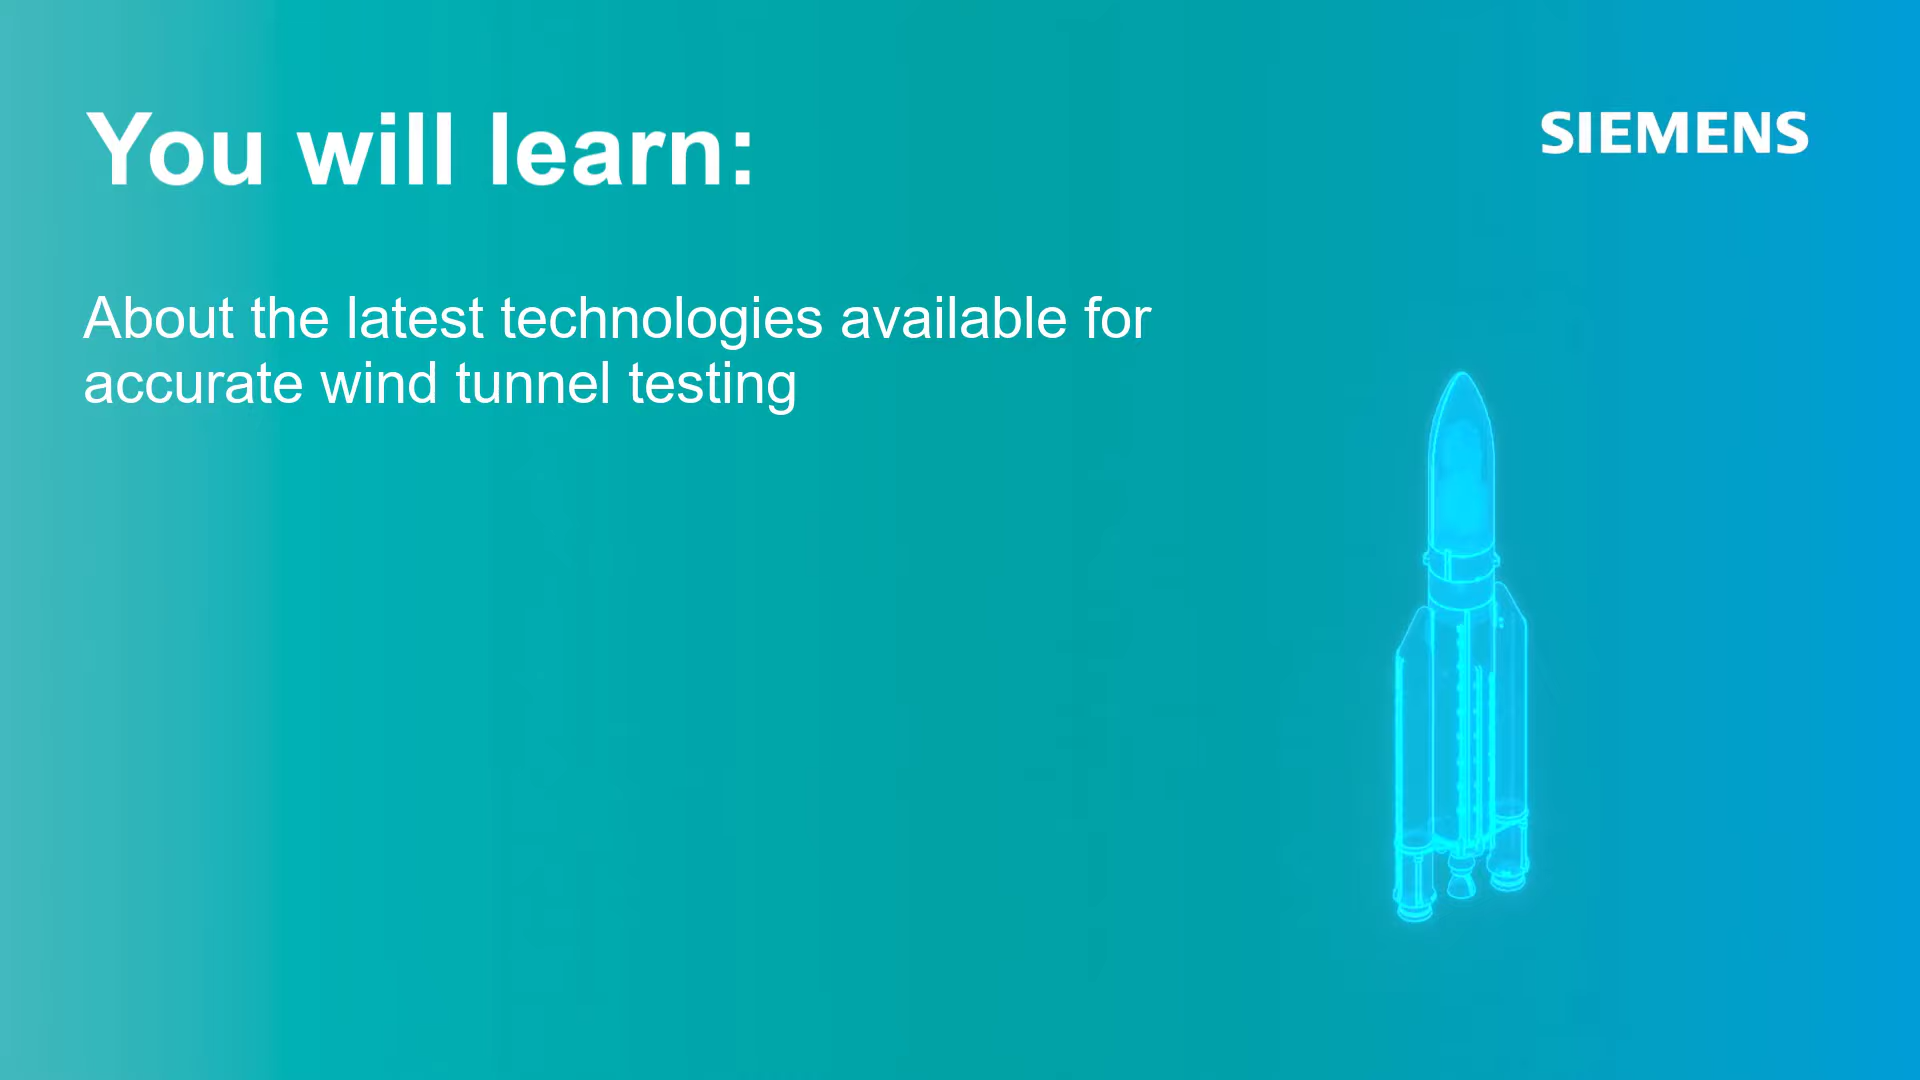 You will learn:
SIEMENS
About the latest technologies available for
accurate wind tunnel testing